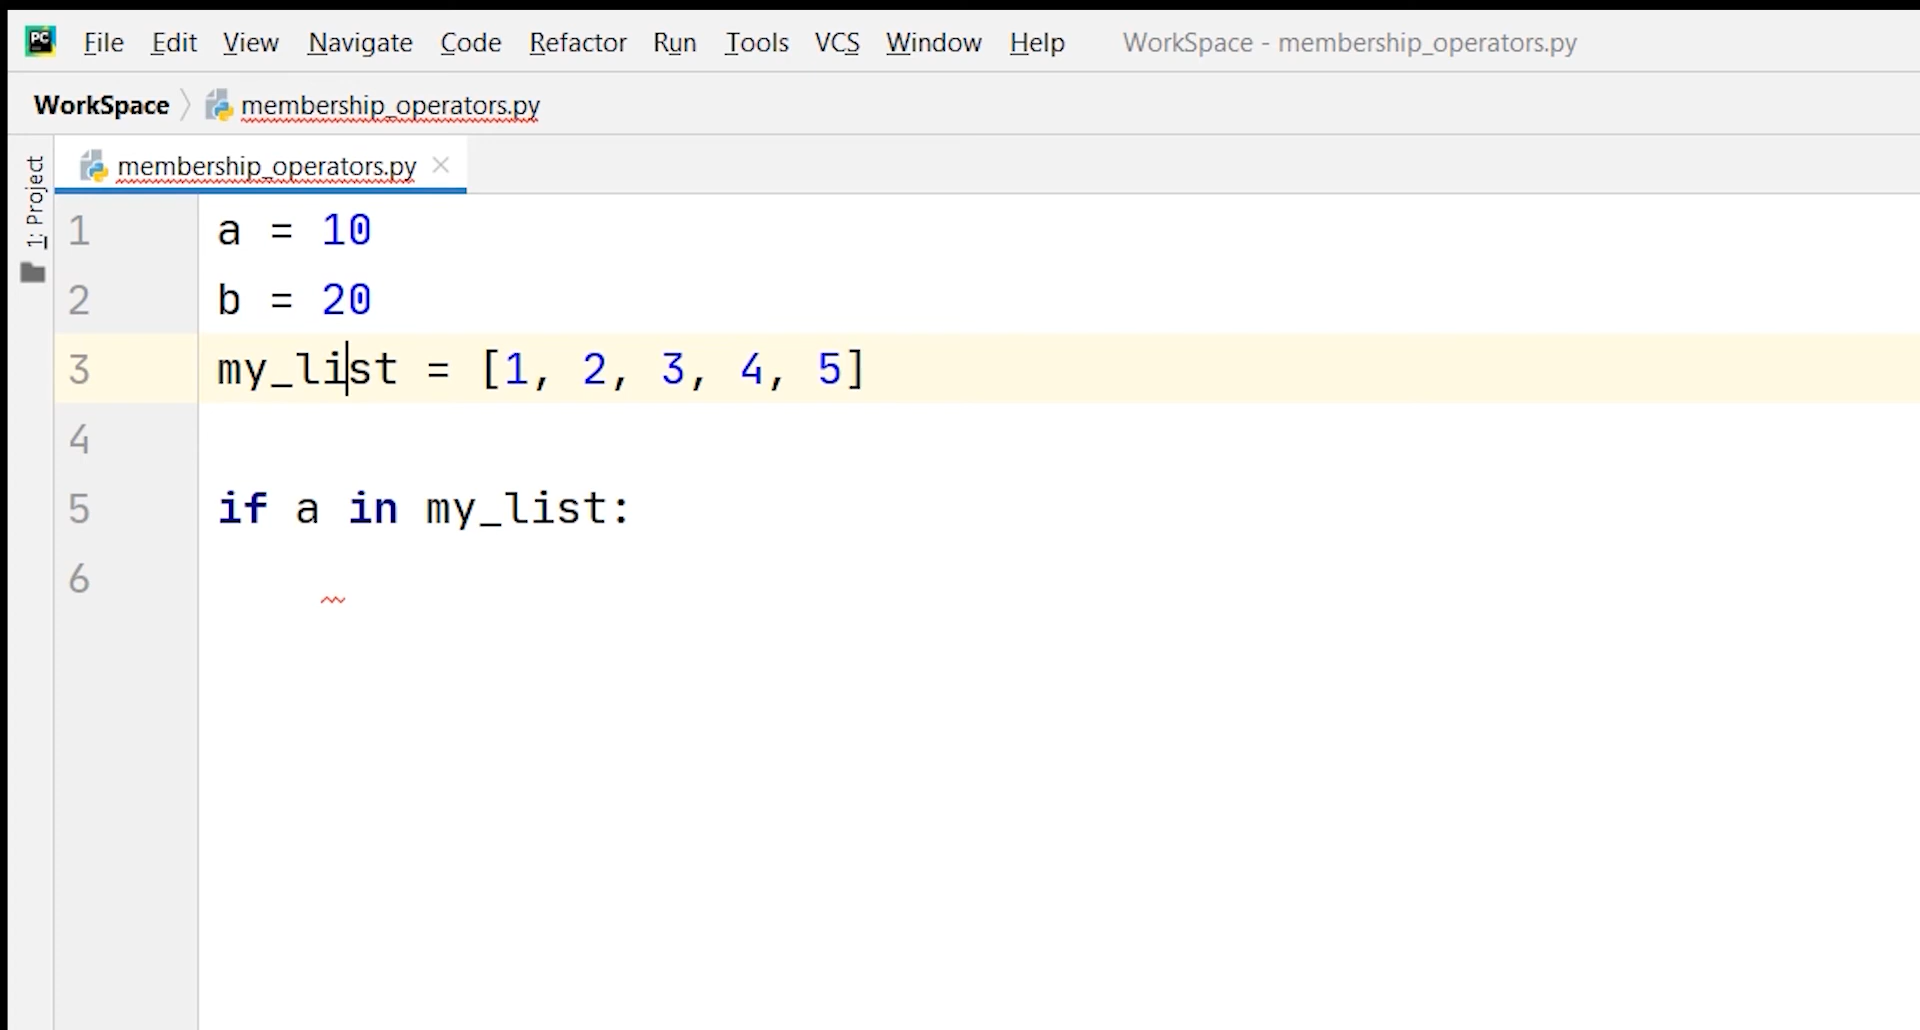 PC File Edit View Navigate Code Refactor Run Tools VCS Window Help WorkSpace - membership_operators.py
WorkSpace membership_operators.py
1: Project
membership_operators.py
1 a = 10
2 b = 20
3 my_list = [1, 2, 3, 4, 5]
4
5 if a in my_list:
6